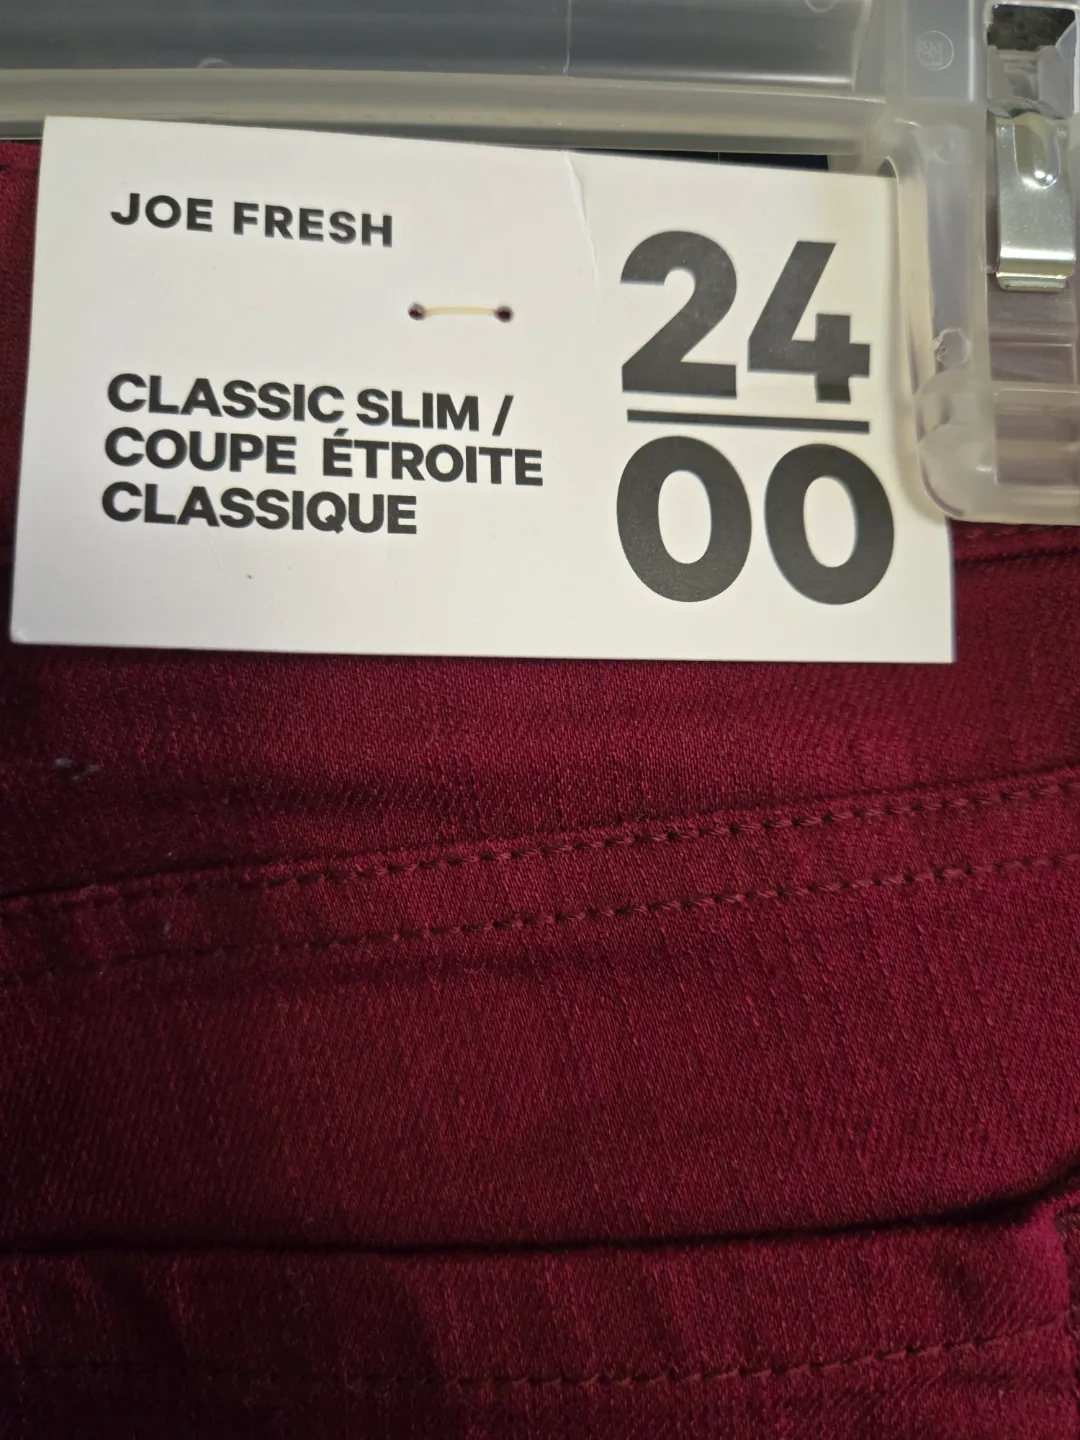 JOE FRESH
CLASSIC SLIM /
COUPE ÉTROITE
CLASSIQUE
24
00